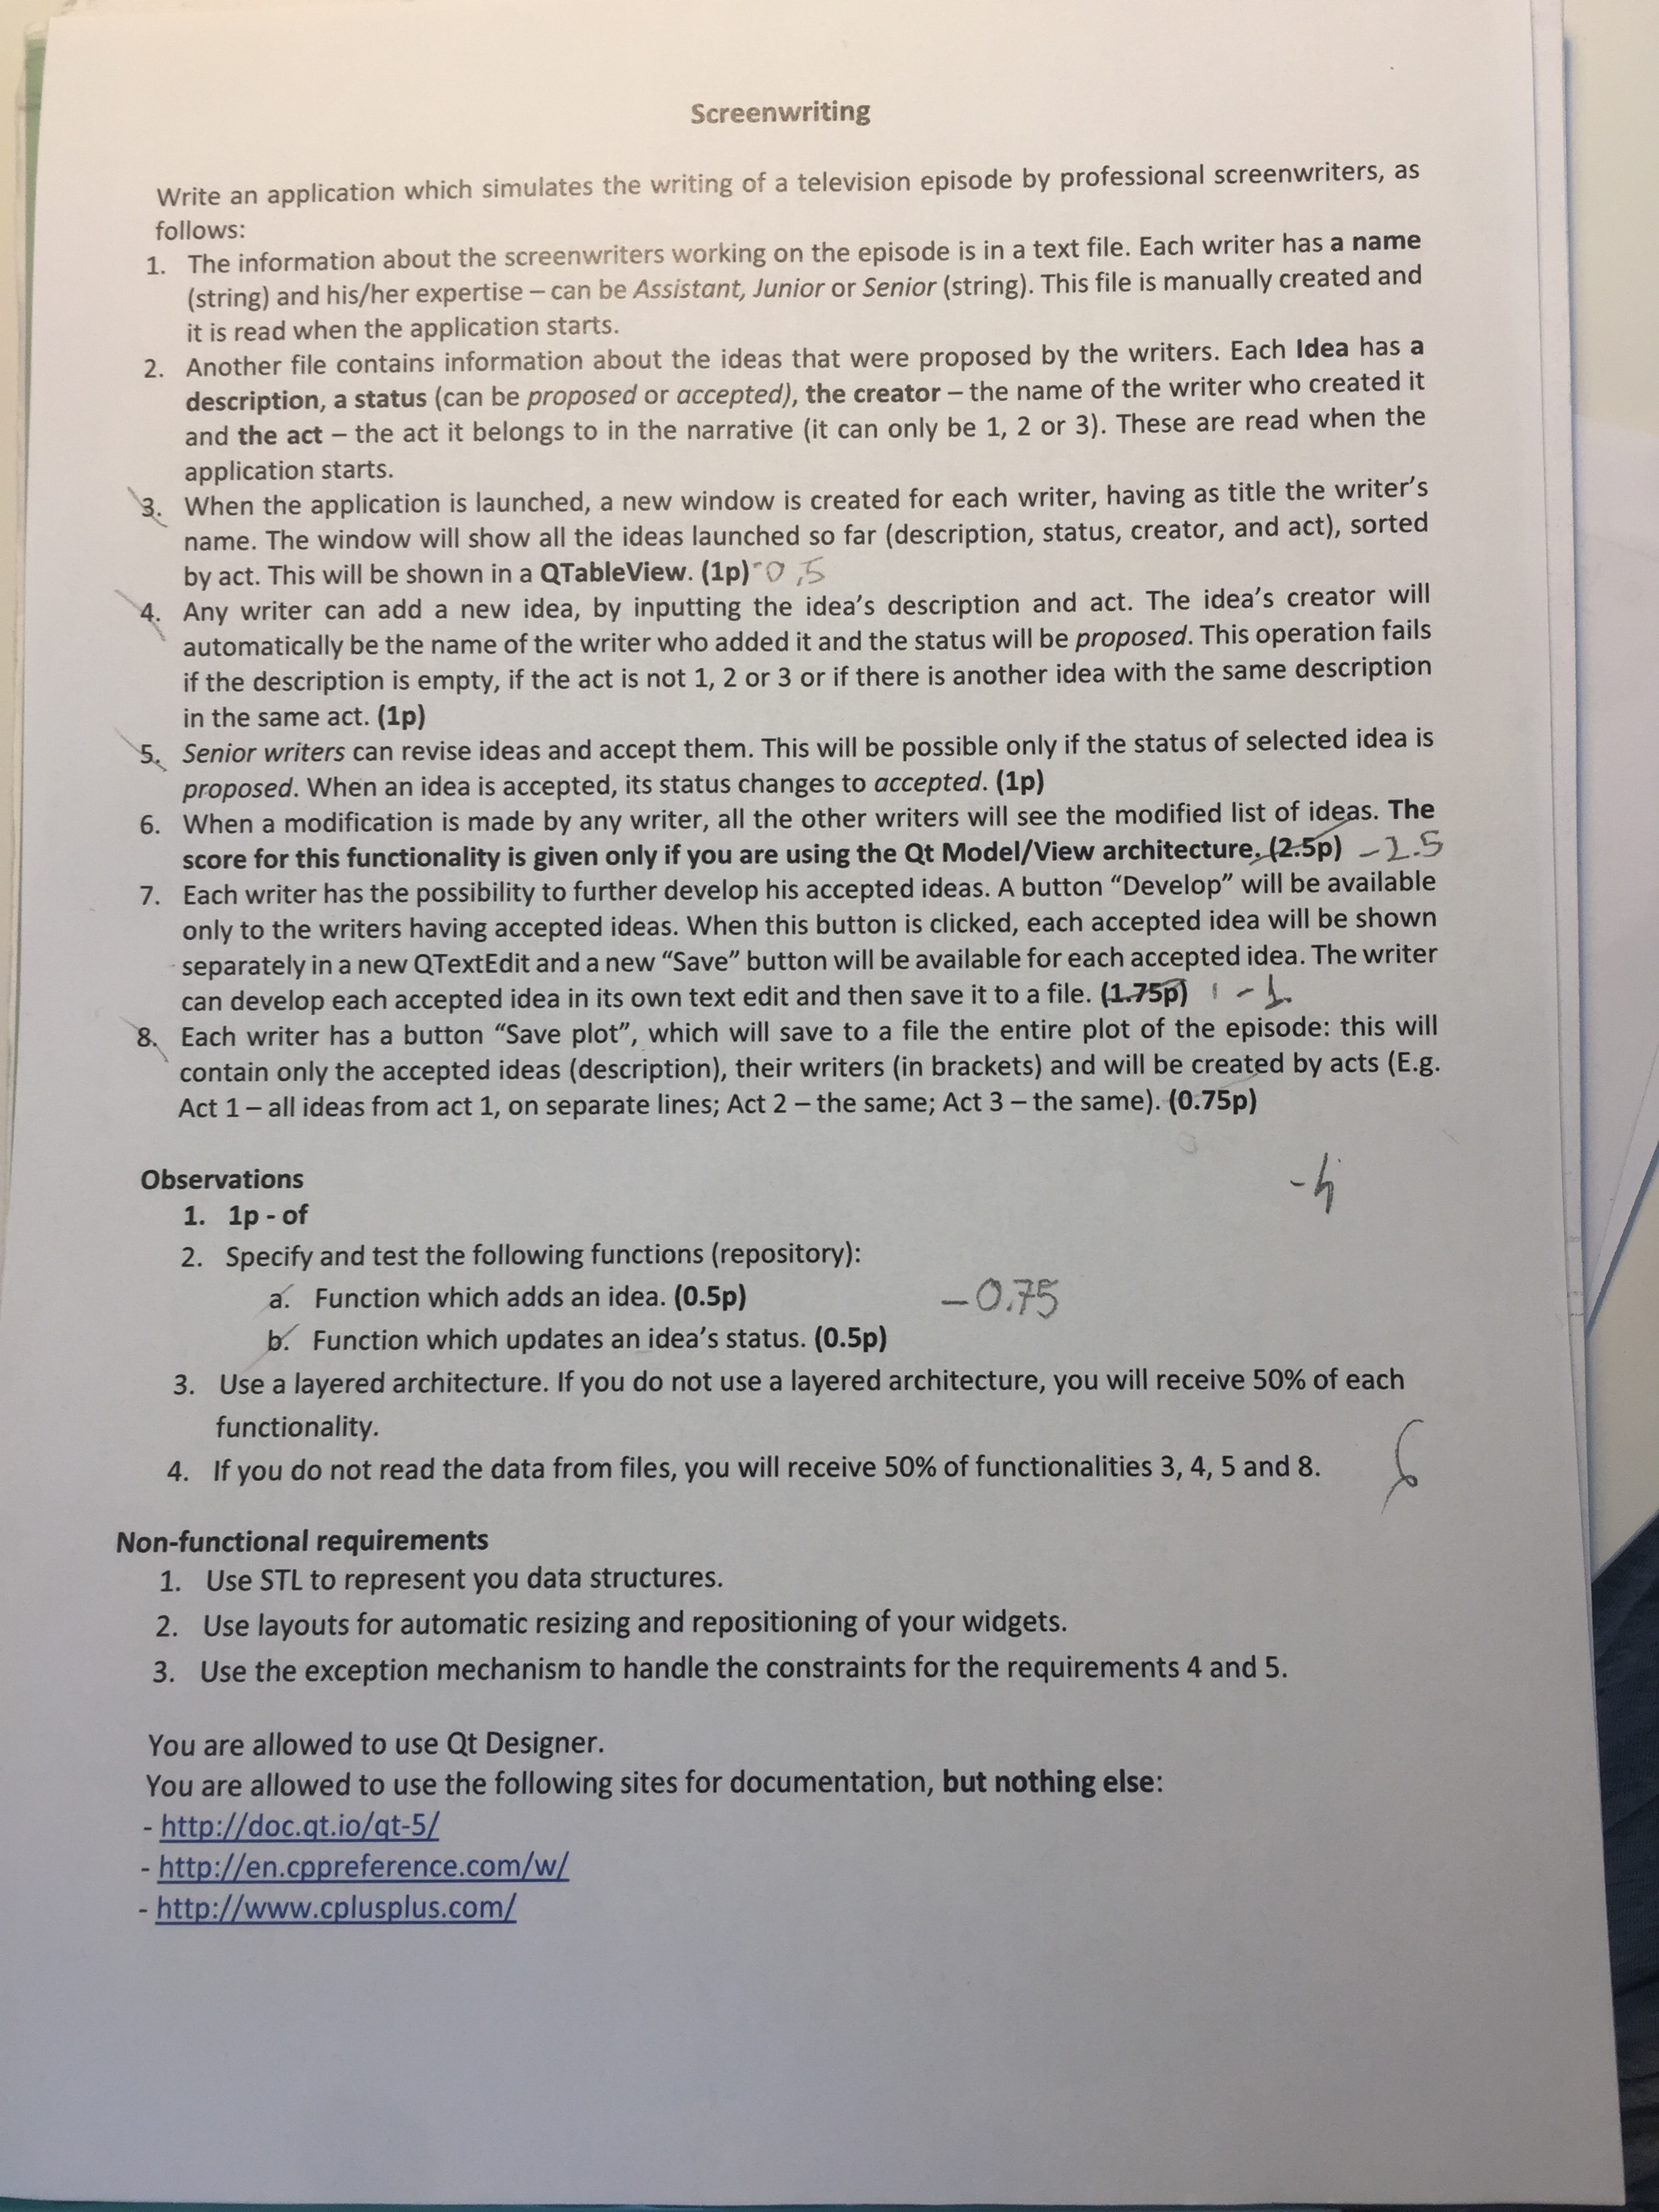 Screenwriting
Write an application which simulates the writing of a television episode by professional screenwriters, as
follows:
1. The information about the screenwriters working on the episode is in a text file. Each writer has a name
(string) and his/her expertise – can be Assistant, Junior or Senior (string). This file is manually created and
it is read when the application starts.
2. Another file contains information about the ideas that were proposed by the writers. Each Idea has a
description, a status (can be proposed or accepted), the creator – the name of the writer who created it
and the act – the act it belongs to in the narrative (it can only be 1, 2 or 3). These are read when the
application starts.
3. When the application is launched, a new window is created for each writer, having as title the writer's
name. The window will show all the ideas launched so far (description, status, creator, and act), sorted
by act. This will be shown in a QTableView. (1p) -0,5
4. Any writer can add a new idea, by inputting the idea's description and act. The idea's creator will
automatically be the name of the writer who added it and the status will be proposed. This operation fails
if the description is empty, if the act is not 1, 2 or 3 or if there is another idea with the same description
in the same act. (1p)
5. Senior writers can revise ideas and accept them. This will be possible only if the status of selected idea is
proposed. When an idea is accepted, its status changes to accepted. (1p)
6. When a modification is made by any writer, all the other writers will see the modified list of ideas. The
score for this functionality is given only if you are using the Qt Model/View architecture. (2.5p) -2.5
7. Each writer has the possibility to further develop his accepted ideas. A button "Develop" will be available
only to the writers having accepted ideas. When this button is clicked, each accepted idea will be shown
separately in a new QTextEdit and a new "Save" button will be available for each accepted idea. The writer
can develop each accepted idea in its own text edit and then save it to a file. (1.75p) -1
8. Each writer has a button "Save plot", which will save to a file the entire plot of the episode: this will
contain only the accepted ideas (description), their writers (in brackets) and will be created by acts (E.g.
Act 1 – all ideas from act 1, on separate lines; Act 2 – the same; Act 3 – the same). (0.75p)
Observations
-4
1. 1p - of
2. Specify and test the following functions (repository):
a. Function which adds an idea. (0.5p) -0.75
b. Function which updates an idea's status. (0.5p)
3. Use a layered architecture. If you do not use a layered architecture, you will receive 50% of each
functionality.
4. If you do not read the data from files, you will receive 50% of functionalities 3, 4, 5 and 8.
Non-functional requirements
1. Use STL to represent you data structures.
2. Use layouts for automatic resizing and repositioning of your widgets.
3. Use the exception mechanism to handle the constraints for the requirements 4 and 5.
You are allowed to use Qt Designer.
You are allowed to use the following sites for documentation, but nothing else:
- http://doc.qt.io/qt-5/
- http://en.cppreference.com/w/
- http://www.cplusplus.com/